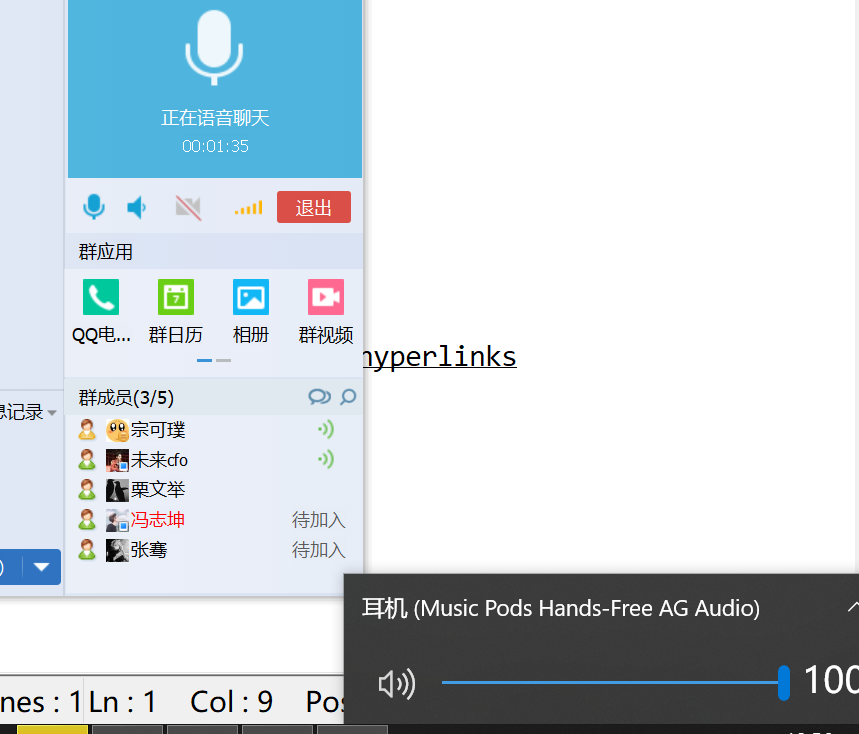 正在语音聊天
00:01:35
退出
群应用
QQ电... 群日历 相册 群视频
hyperlinks
群成员(3/5)
记录
宗可璞
未来cfo
栗文举
冯志坤 待加入
张骞 待加入
耳机 (Music Pods Hands-Free AG Audio)
100
nes : 1 Ln : 1 Col : 9 Pos